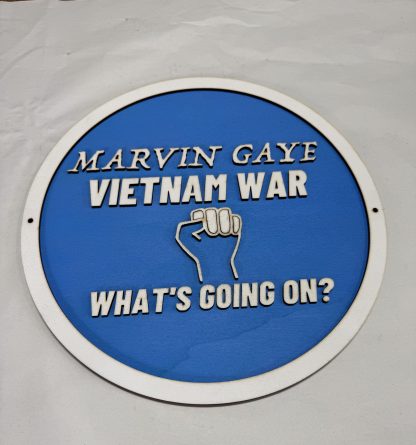 MARVIN GAYE
VIETNAM WAR
WHAT'S GOING ON?